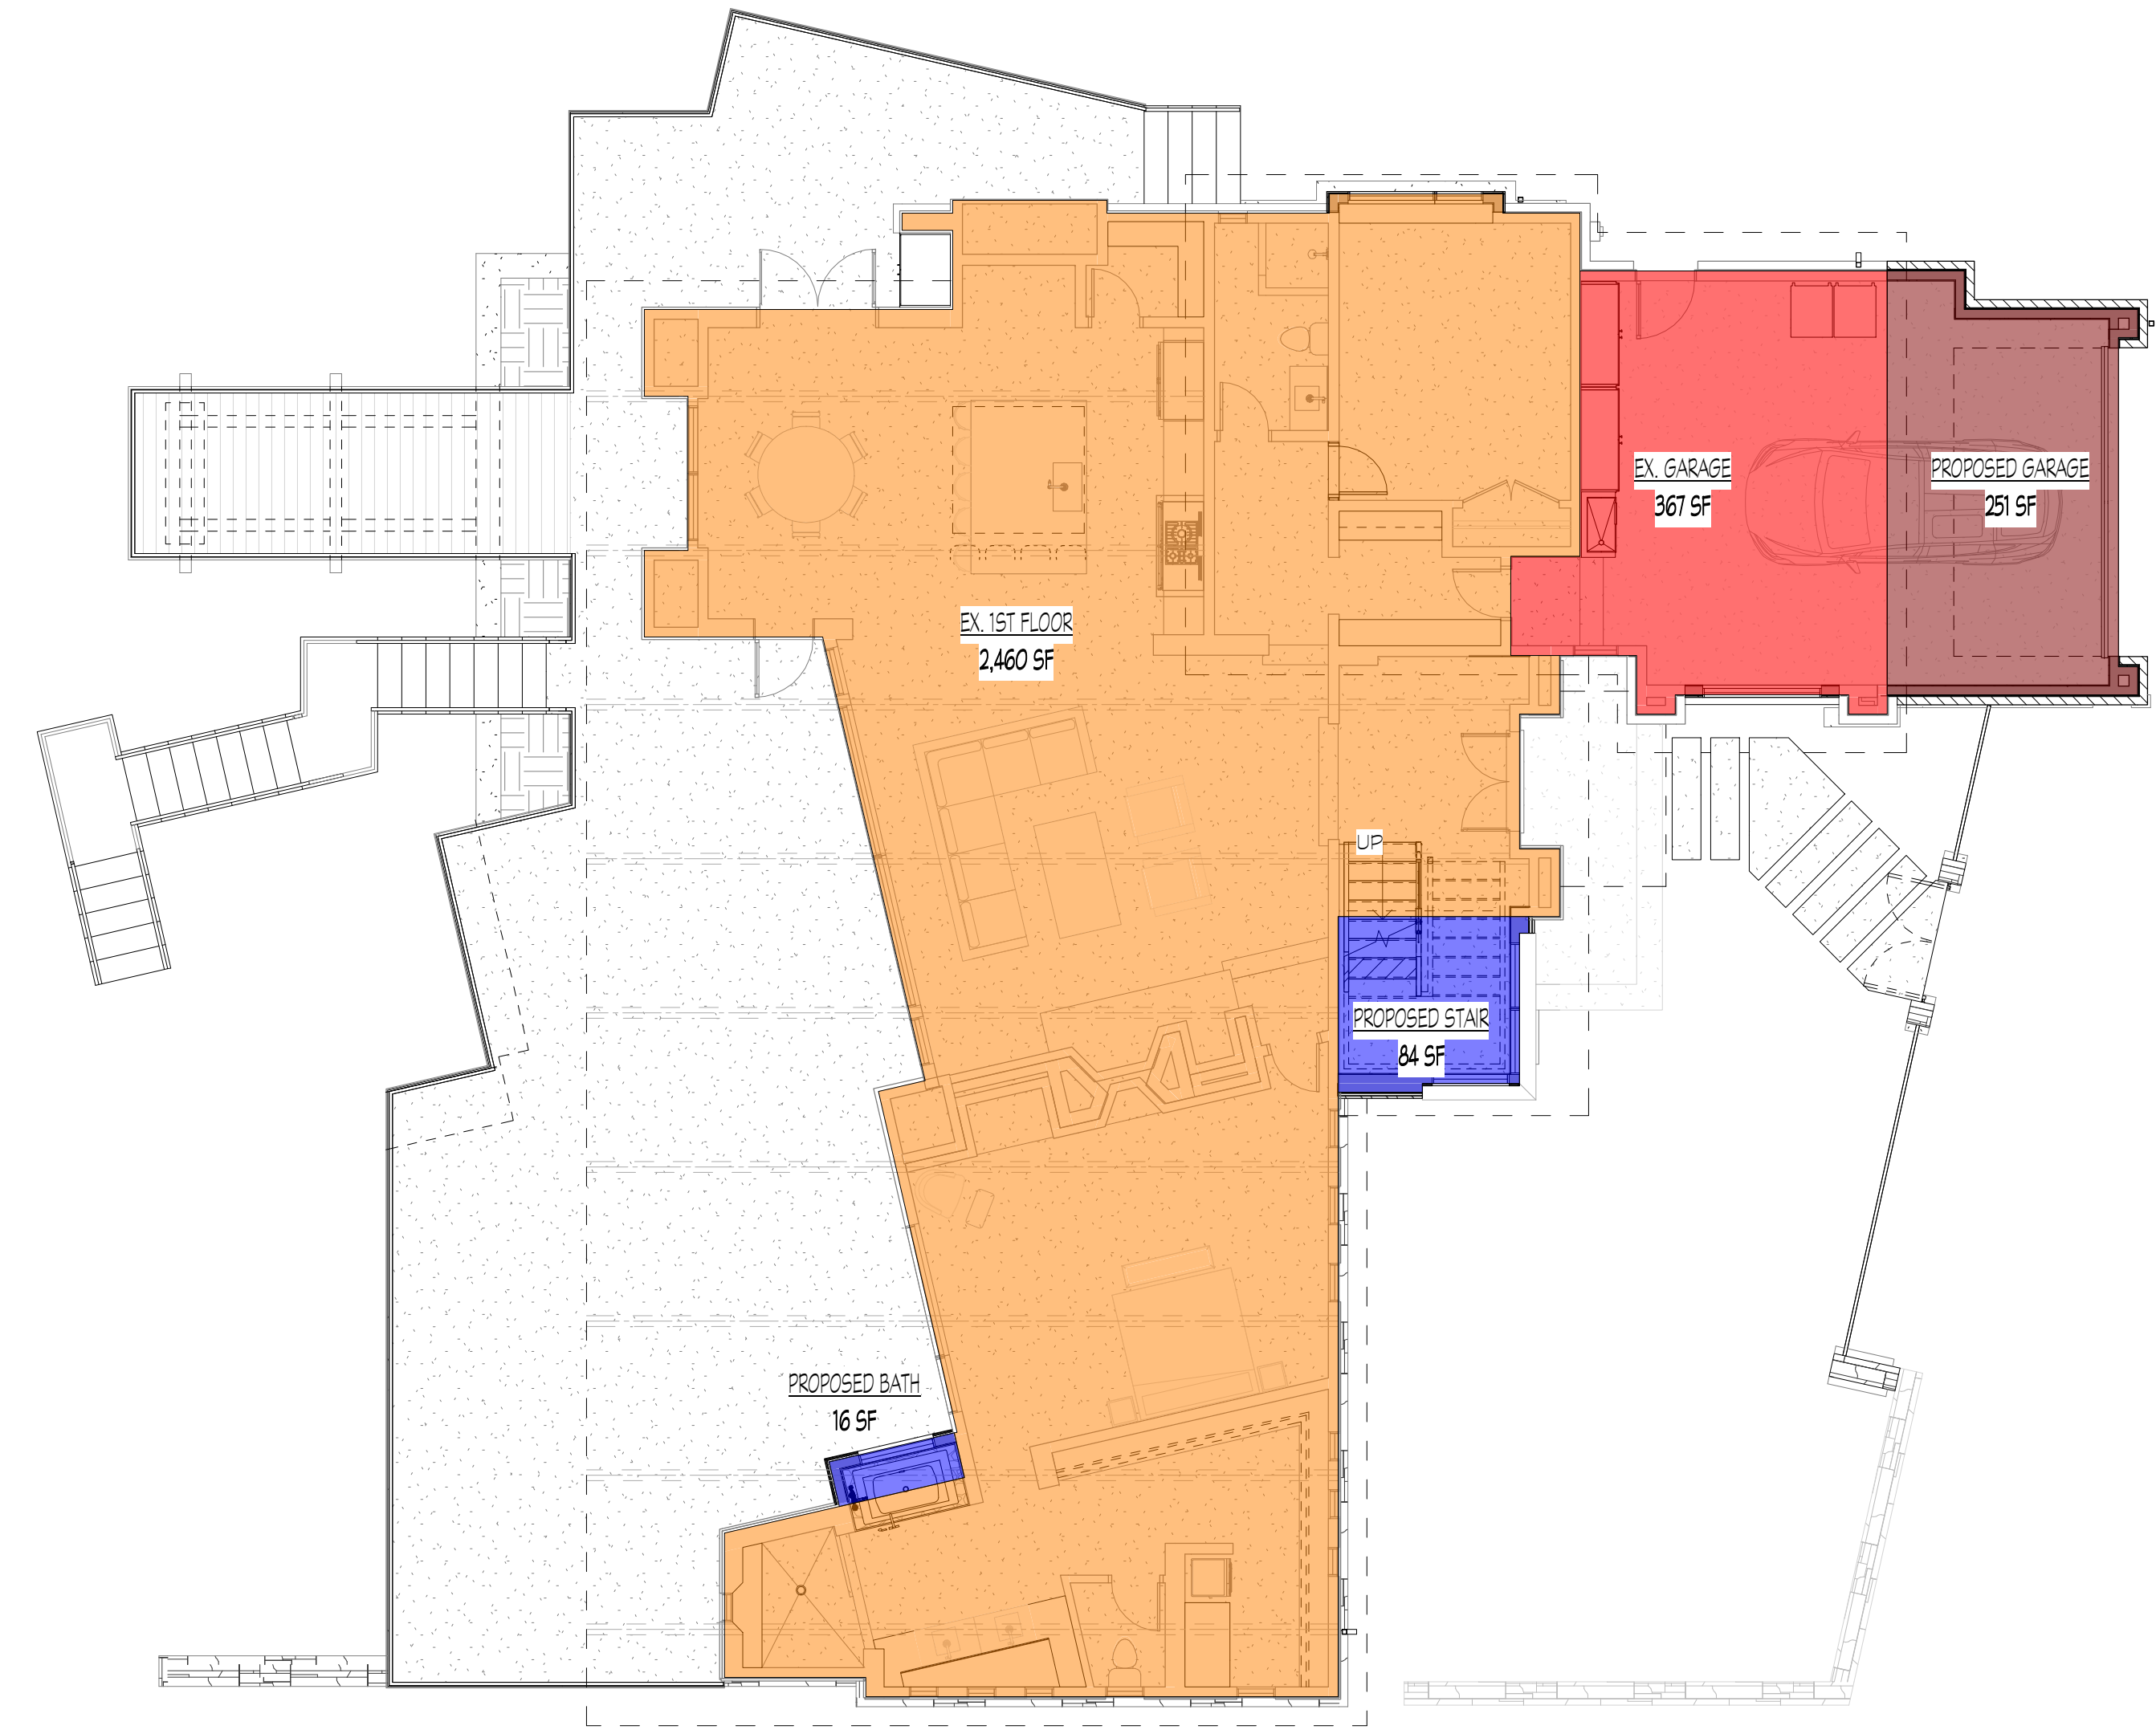 EX. GARAGE
367 SF
PROPOSED GARAGE
251 SF
EX. 1ST FLOOR
2,460 SF
UP
PROPOSED STAIR
84 SF
PROPOSED BATH
16 SF